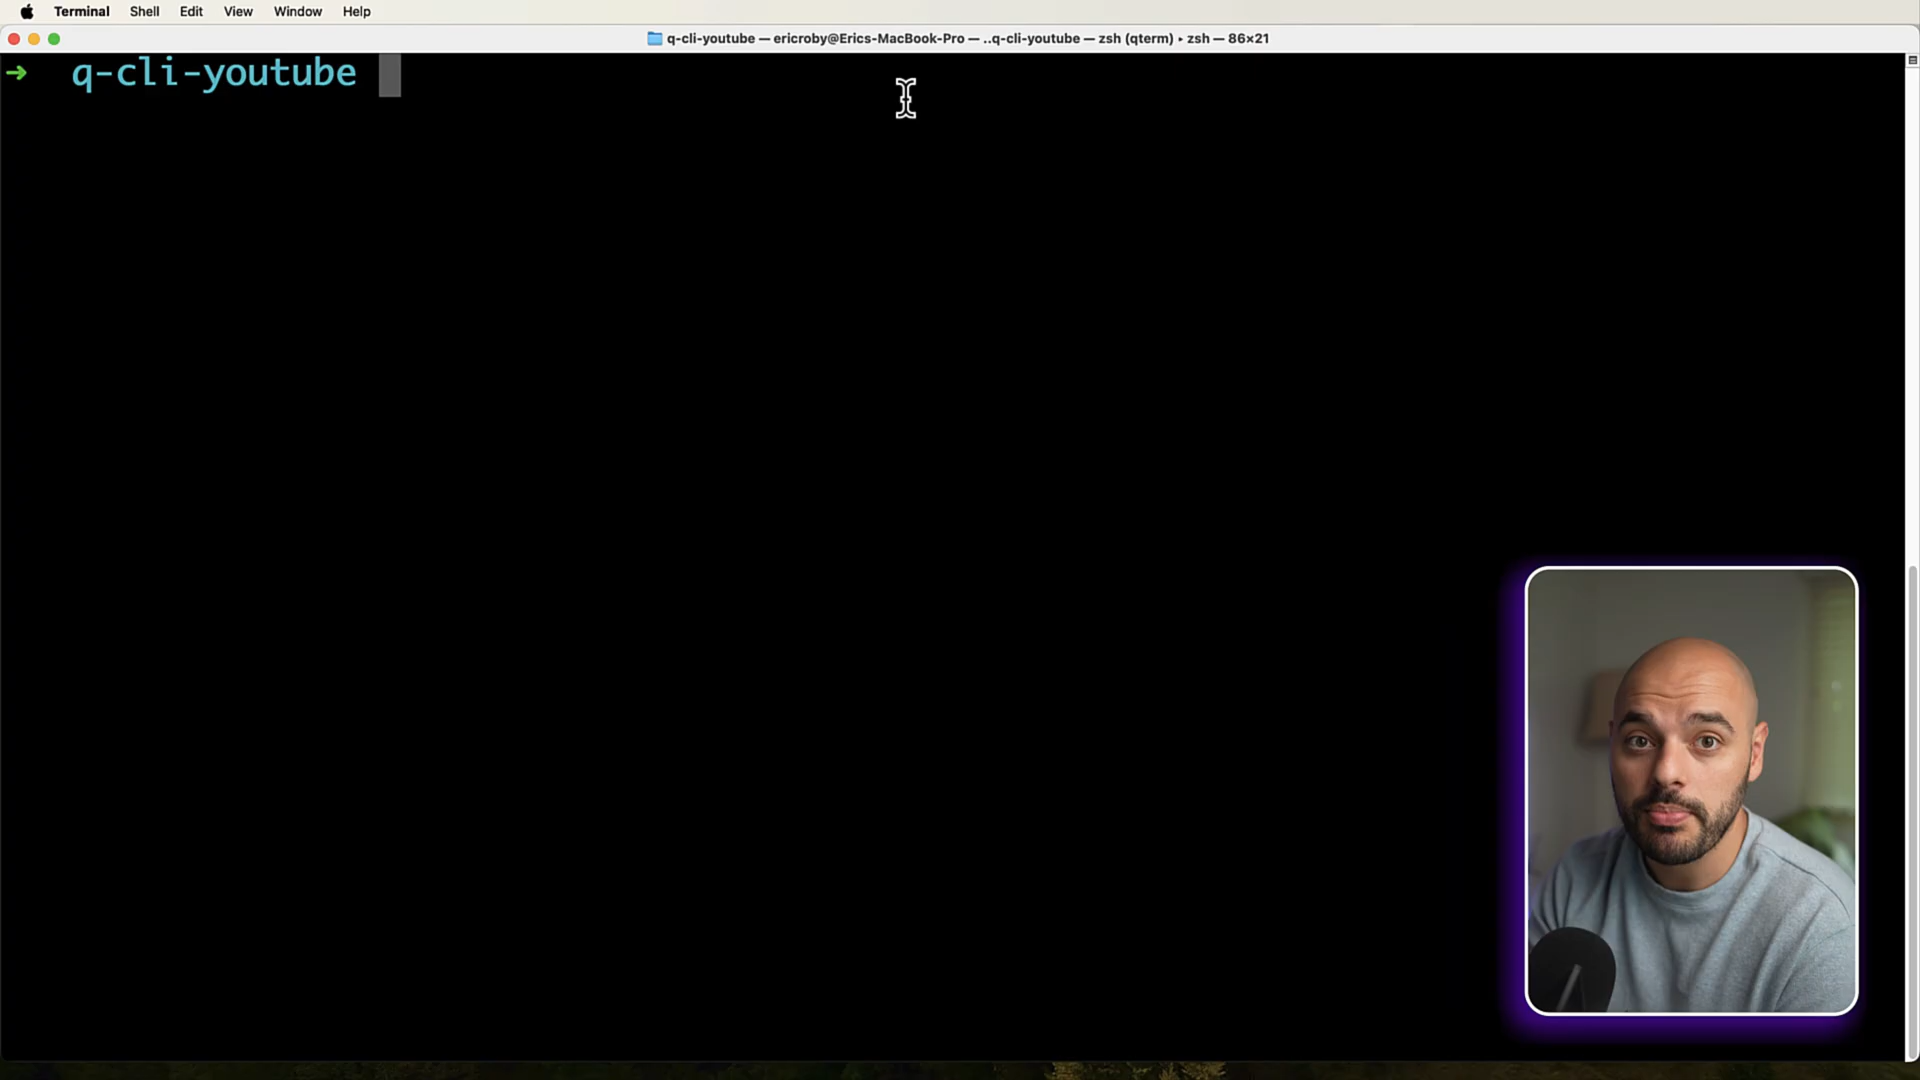 Terminal Shell Edit View Window Help
q-cli-youtube — ericroby@Erics-MacBook-Pro — ..q-cli-youtube — zsh (qterm) ▸ zsh — 86×21
➜ q-cli-youtube